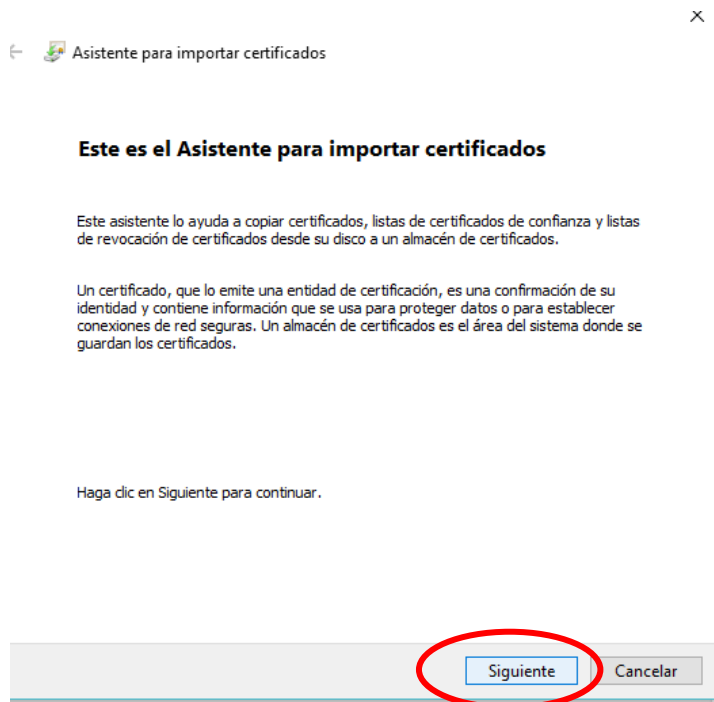 Asistente para importar certificados
Este es el Asistente para importar certificados
Este asistente lo ayuda a copiar certificados, listas de certificados de confianza y listas
de revocación de certificados desde su disco a un almacén de certificados.
Un certificado, que lo emite una entidad de certificación, es una confirmación de su
identidad y contiene información que se usa para proteger datos o para establecer
conexiones de red seguras. Un almacén de certificados es el área del sistema donde se
guardan los certificados.
Haga clic en Siguiente para continuar.
Siguiente Cancelar